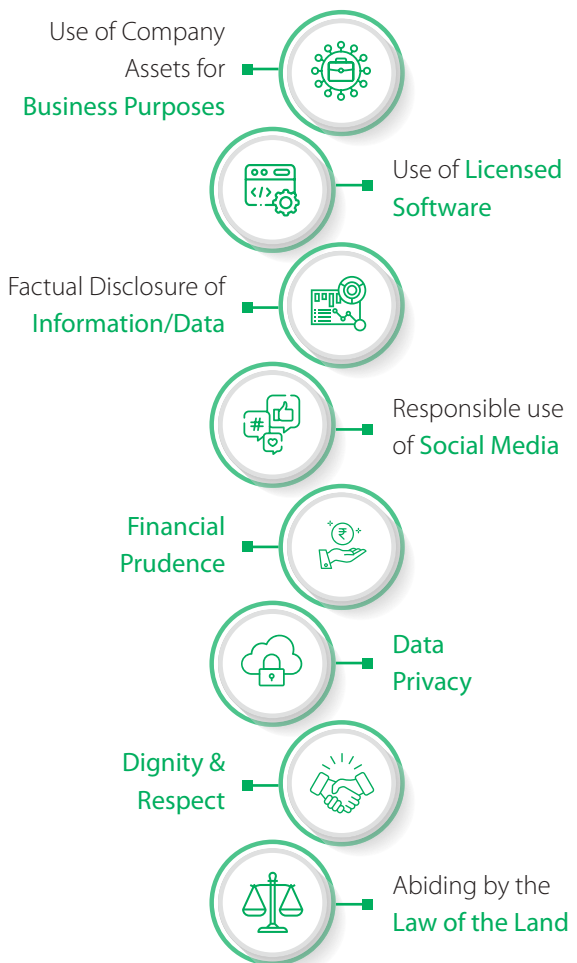 Use of Company
Assets for
Business Purposes
Use of Licensed
Software
Factual Disclosure of
Information/Data
Responsible use
of Social Media
Financial
Prudence
Data
Privacy
Dignity &
Respect
Abiding by the
Law of the Land